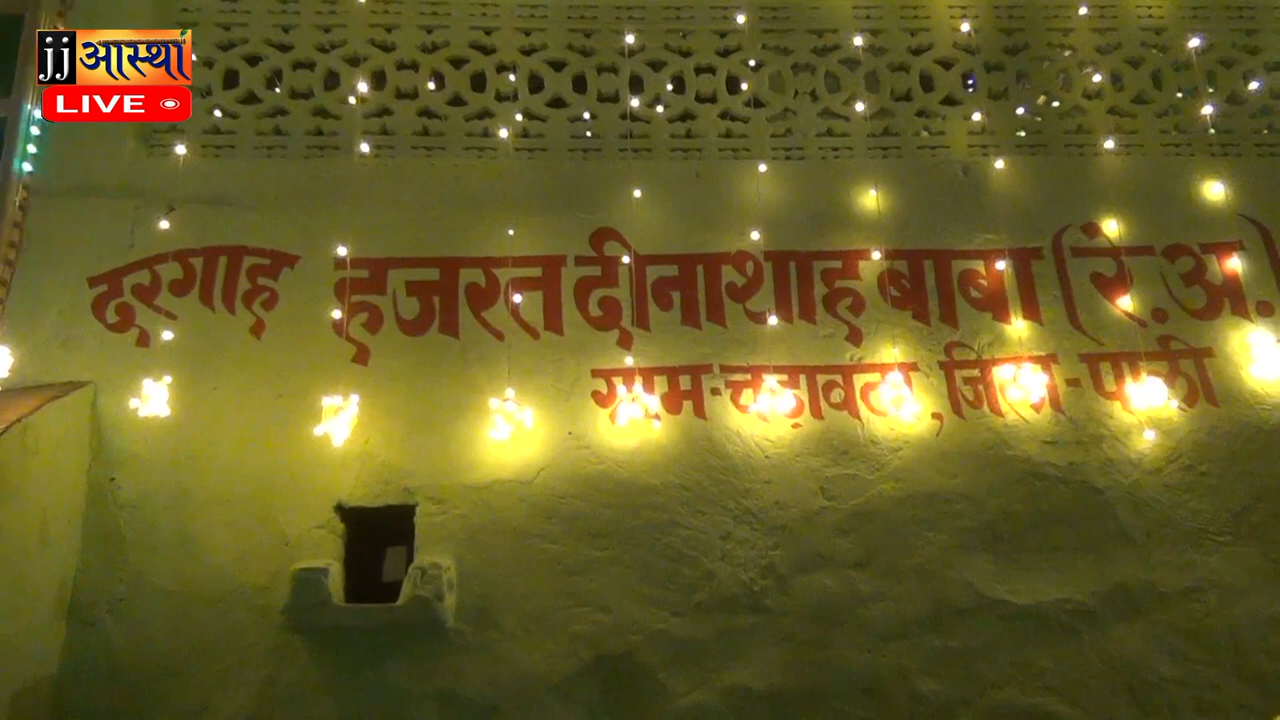 jj आस्था
LIVE
दरगाह हजरत दीनाशाह बाबा (रं.अ.)
ग्राम-चडावला, जिला-पाली